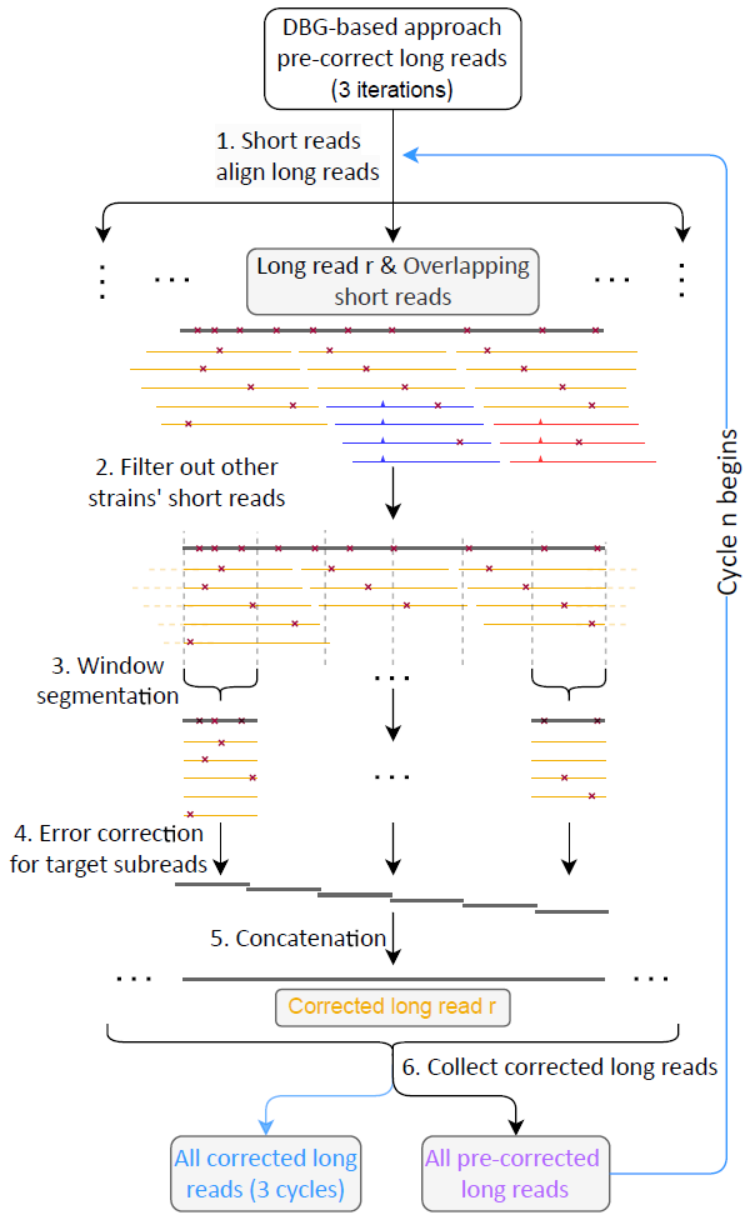 DBG-based approach
pre-correct long reads
(3 iterations)
1. Short reads
align long reads
Long read r & Overlapping
short reads
2. Filter out other
strains' short reads
Cycle n begins
3. Window
segmentation
4. Error correction
for target subreads
5. Concatenation
Corrected long read r
6. Collect corrected long reads
All corrected long
reads (3 cycles)
All pre-corrected
long reads